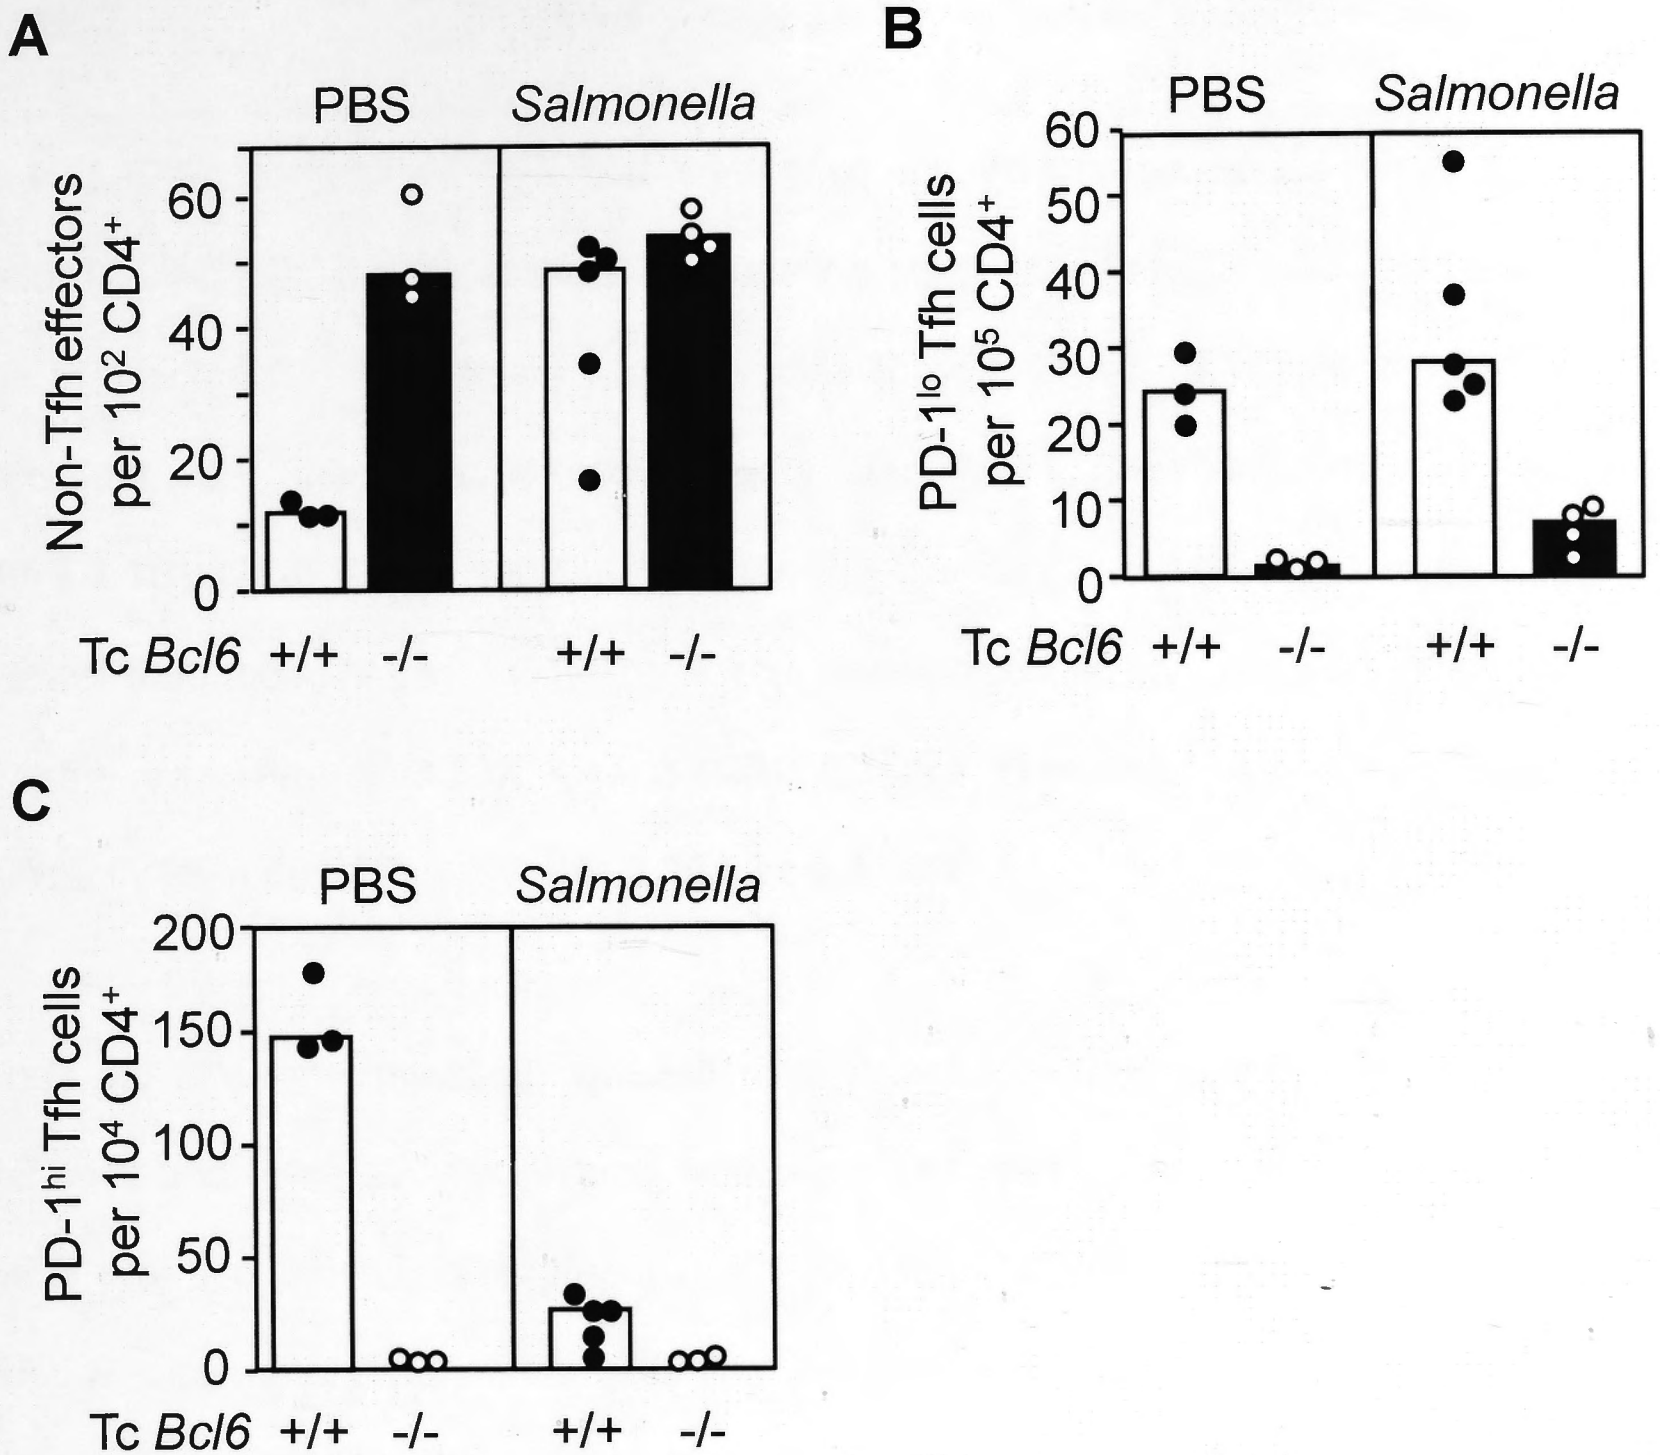 A
PBS Salmonella
Non-Tfh effectors
per 10² CD4⁺
60
40
20
0
Tc Bcl6 +/+ -/- +/+ -/-
B
PBS Salmonella
PD-1ˡᵒ Tfh cells
per 10⁵ CD4⁺
60
50
40
30
20
10
0
Tc Bcl6 +/+ -/- +/+ -/-
C
PBS Salmonella
PD-1ʰⁱ Tfh cells
per 10⁴ CD4⁺
200
150
100
50
0
Tc Bcl6 +/+ -/- +/+ -/-